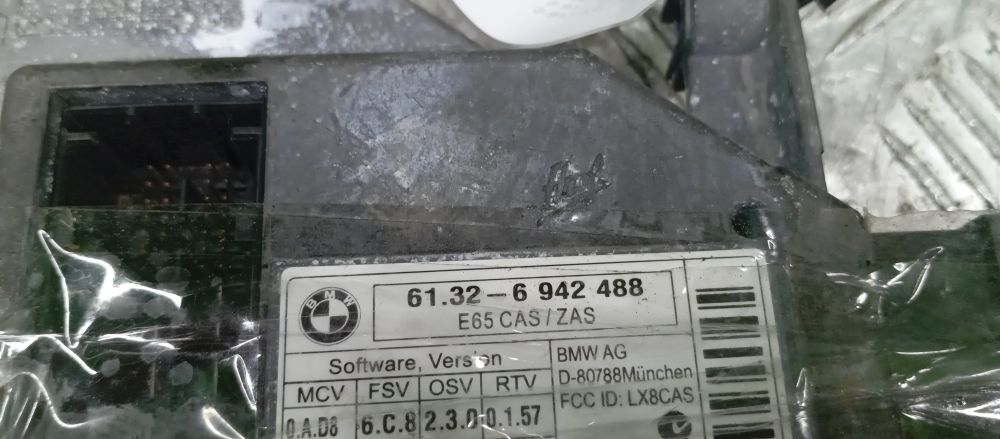 BMW
61.32-6 942 488
E65 CAS/ZAS
Software, Version
BMW AG
D-80788München
FCC ID: LX8CAS
MCV FSV OSV RTV
0.A.D8 6.C.8 2.3.0 0.1.57